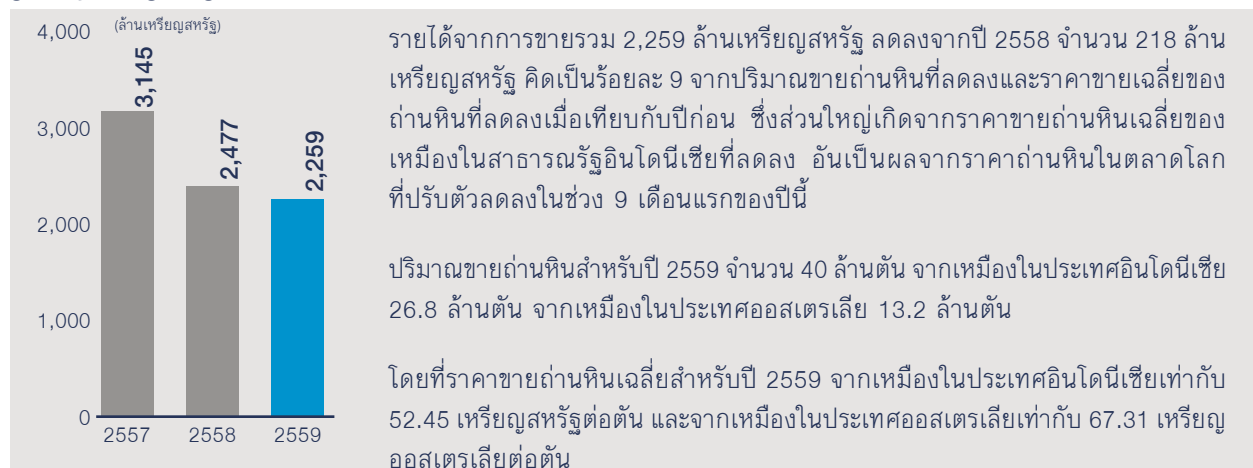 (ล้านเหรียญสหรัฐ)
4,000
3,000
2,000
1,000
0
3,145
2,477
2,259
2557
2558
2559
รายได้จากการขายรวม 2,259 ล้านเหรียญสหรัฐ ลดลงจากปี 2558 จำนวน 218 ล้าน
เหรียญสหรัฐ คิดเป็นร้อยละ 9 จากปริมาณขายถ่านหินที่ลดลงและราคาขายเฉลี่ยของ
ถ่านหินที่ลดลงเมื่อเทียบกับปีก่อน ซึ่งส่วนใหญ่เกิดจากราคาขายถ่านหินเฉลี่ยของ
เหมืองในสาธารณรัฐอินโดนีเซียที่ลดลง อันเป็นผลจากราคาถ่านหินในตลาดโลก
ที่ปรับตัวลดลงในช่วง 9 เดือนแรกของปีนี้
ปริมาณขายถ่านหินสำหรับปี 2559 จำนวน 40 ล้านตัน จากเหมืองในประเทศอินโดนีเซีย
26.8 ล้านตัน จากเหมืองในประเทศออสเตรเลีย 13.2 ล้านตัน
โดยที่ราคาขายถ่านหินเฉลี่ยสำหรับปี 2559 จากเหมืองในประเทศอินโดนีเซียเท่ากับ
52.45 เหรียญสหรัฐต่อตัน และจากเหมืองในประเทศออสเตรเลียเท่ากับ 67.31 เหรียญ
ออสเตรเลียต่อตัน